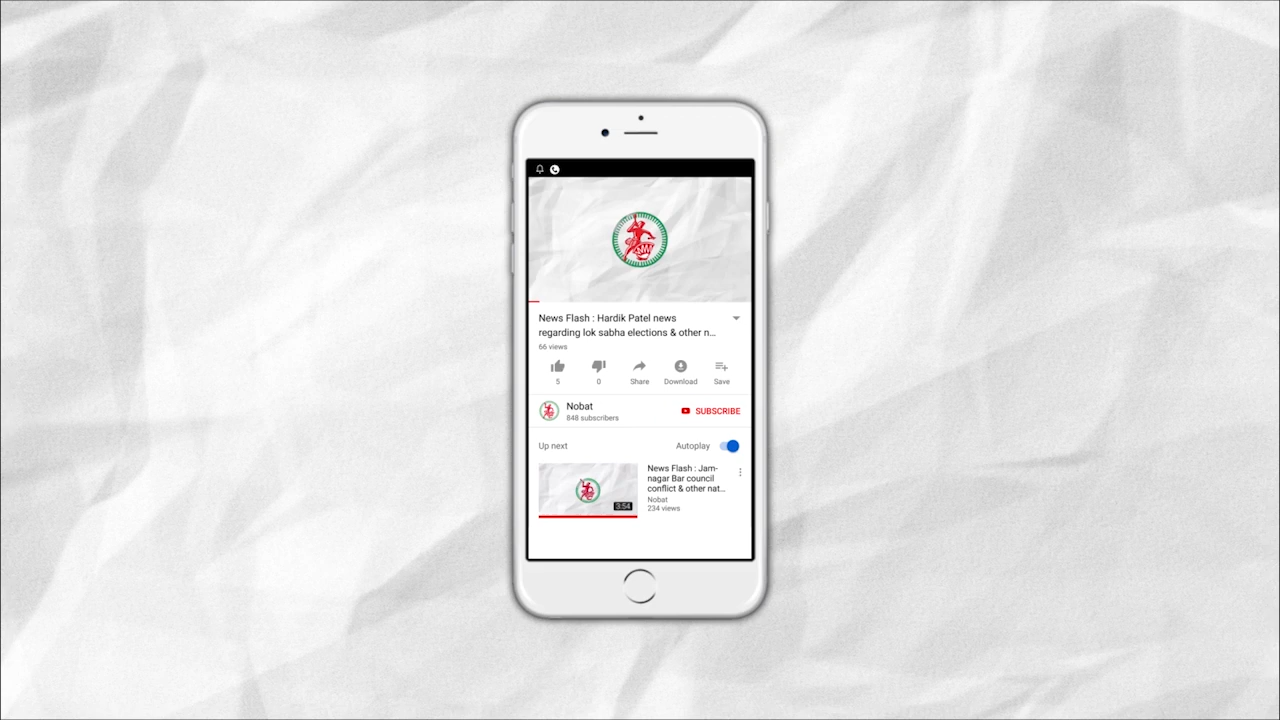 News Flash : Hardik Patel news
regarding lok sabha elections & other n...
66 views
5
0
Share
Download
Save
Nobat
848 subscribers
SUBSCRIBE
Up next
Autoplay
3:54
News Flash : Jam-
nagar Bar council
conflict & other nat...
Nobat
234 views